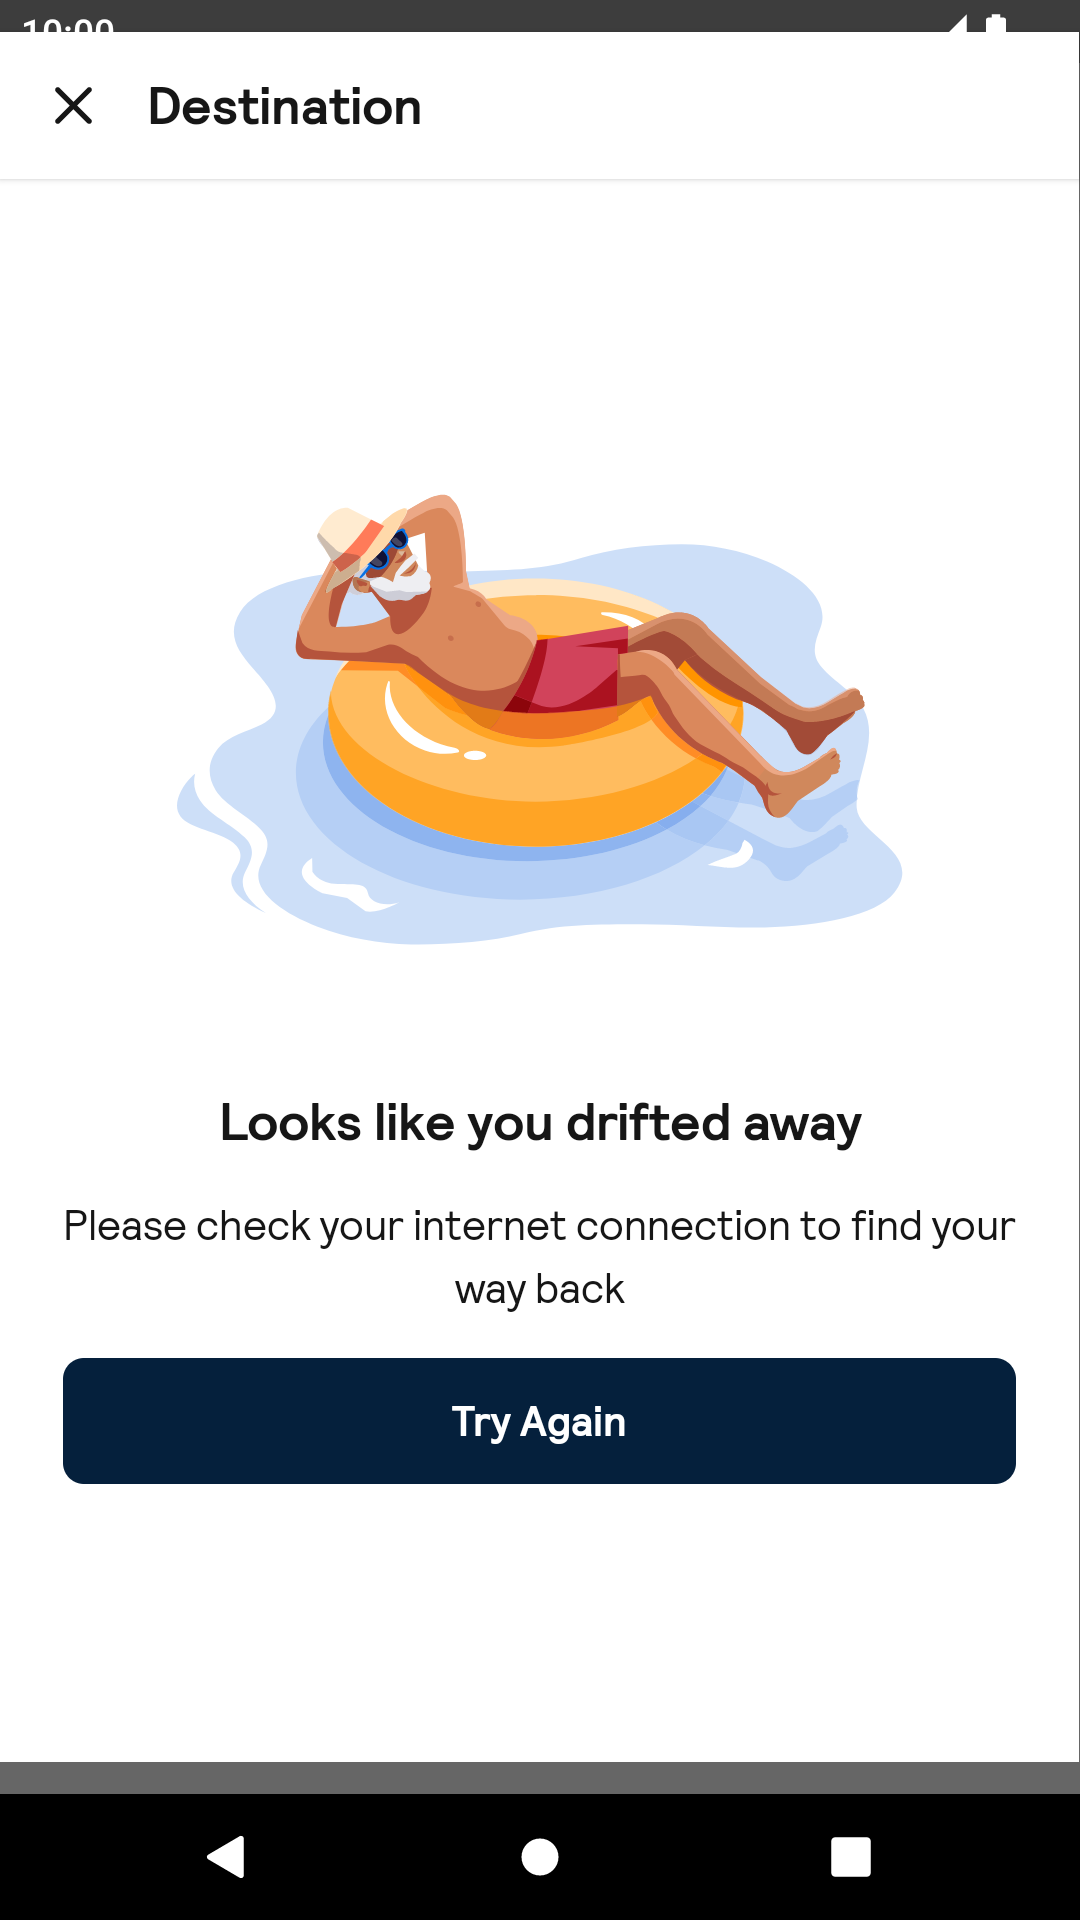 10:00
Destination
Looks like you drifted away
Please check your internet connection to find your
way back
Try Again